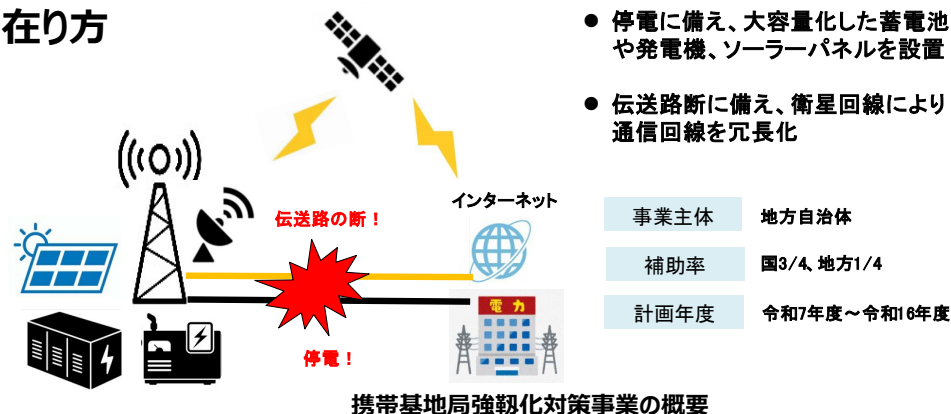 在り方
● 停電に備え、大容量化した蓄電池
や発電機、ソーラーパネルを設置
● 伝送路断に備え、衛星回線により
通信回線を冗長化
インターネット
伝送路の断！
電力
停電！
事業主体 地方自治体
補助率 国3/4、地方1/4
計画年度 令和7年度～令和16年度
携帯基地局強靱化対策事業の概要